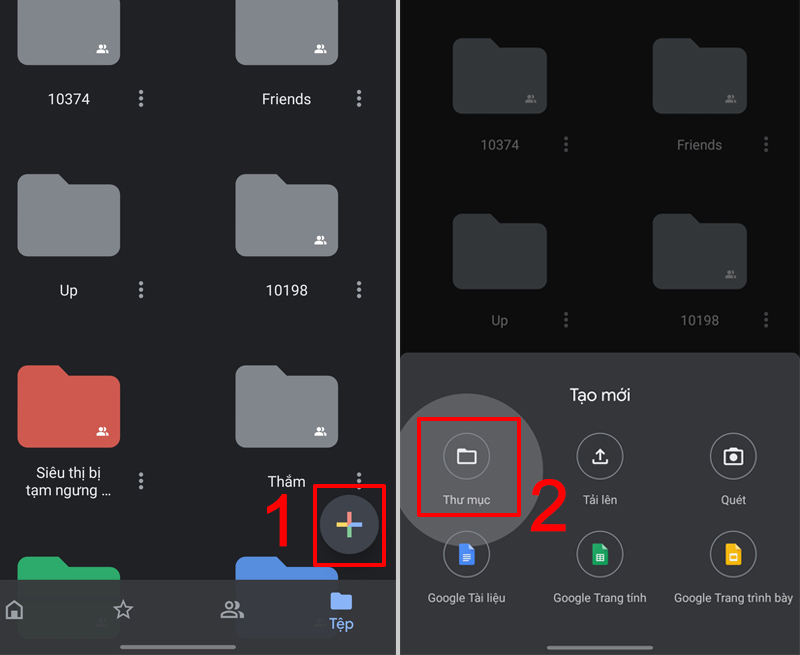 10374
Friends
Up
10198
Siêu thị bị
tạm ngưng ...
Thắm
1
Tệp
10374
Friends
Up
10198
Tạo mới
Thư mục
Tải lên
Quét
2
Google Tài liệu
Google Trang tính
Google Trang trình bày